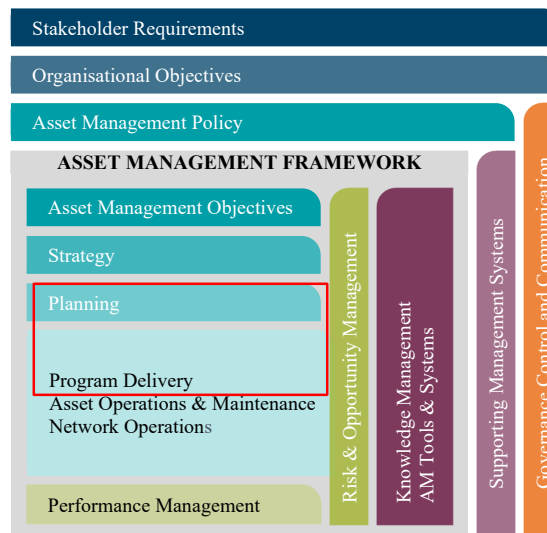 Stakeholder Requirements
Organisational Objectives
Asset Management Policy
ASSET MANAGEMENT FRAMEWORK
Asset Management Objectives
Strategy
Planning
Program Delivery
Asset Operations & Maintenance
Network Operations
Performance Management
Risk & Opportunity Management
Knowledge Management
AM Tools & Systems
Supporting Management Systems
Governance Control and Communication